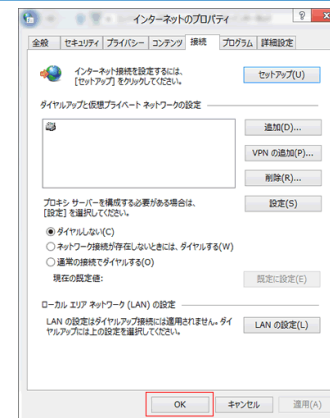 インターネットのプロパティ
全般 セキュリティ プライバシー コンテンツ 接続 プログラム 詳細設定
インターネット接続を設定するには、
[セットアップ] をクリックしてください。
セットアップ(U)
ダイヤルアップと仮想プライベート ネットワークの設定
追加(D)...
VPN の追加(P)...
削除(R)...
プロキシ サーバーを構成する必要がある場合は、
[設定] を選択してください。
設定(S)
ダイヤルしない(C)
ネットワーク接続が存在しないときには、ダイヤルする(W)
通常の接続でダイヤルする(O)
現在の既定値:
既定に設定(E)
ローカル エリア ネットワーク (LAN) の設定
LAN の設定はダイヤルアップ接続には適用されません。ダイ
ヤルアップには上の設定を選択してください。
LAN の設定(L)
OK キャンセル 適用(A)